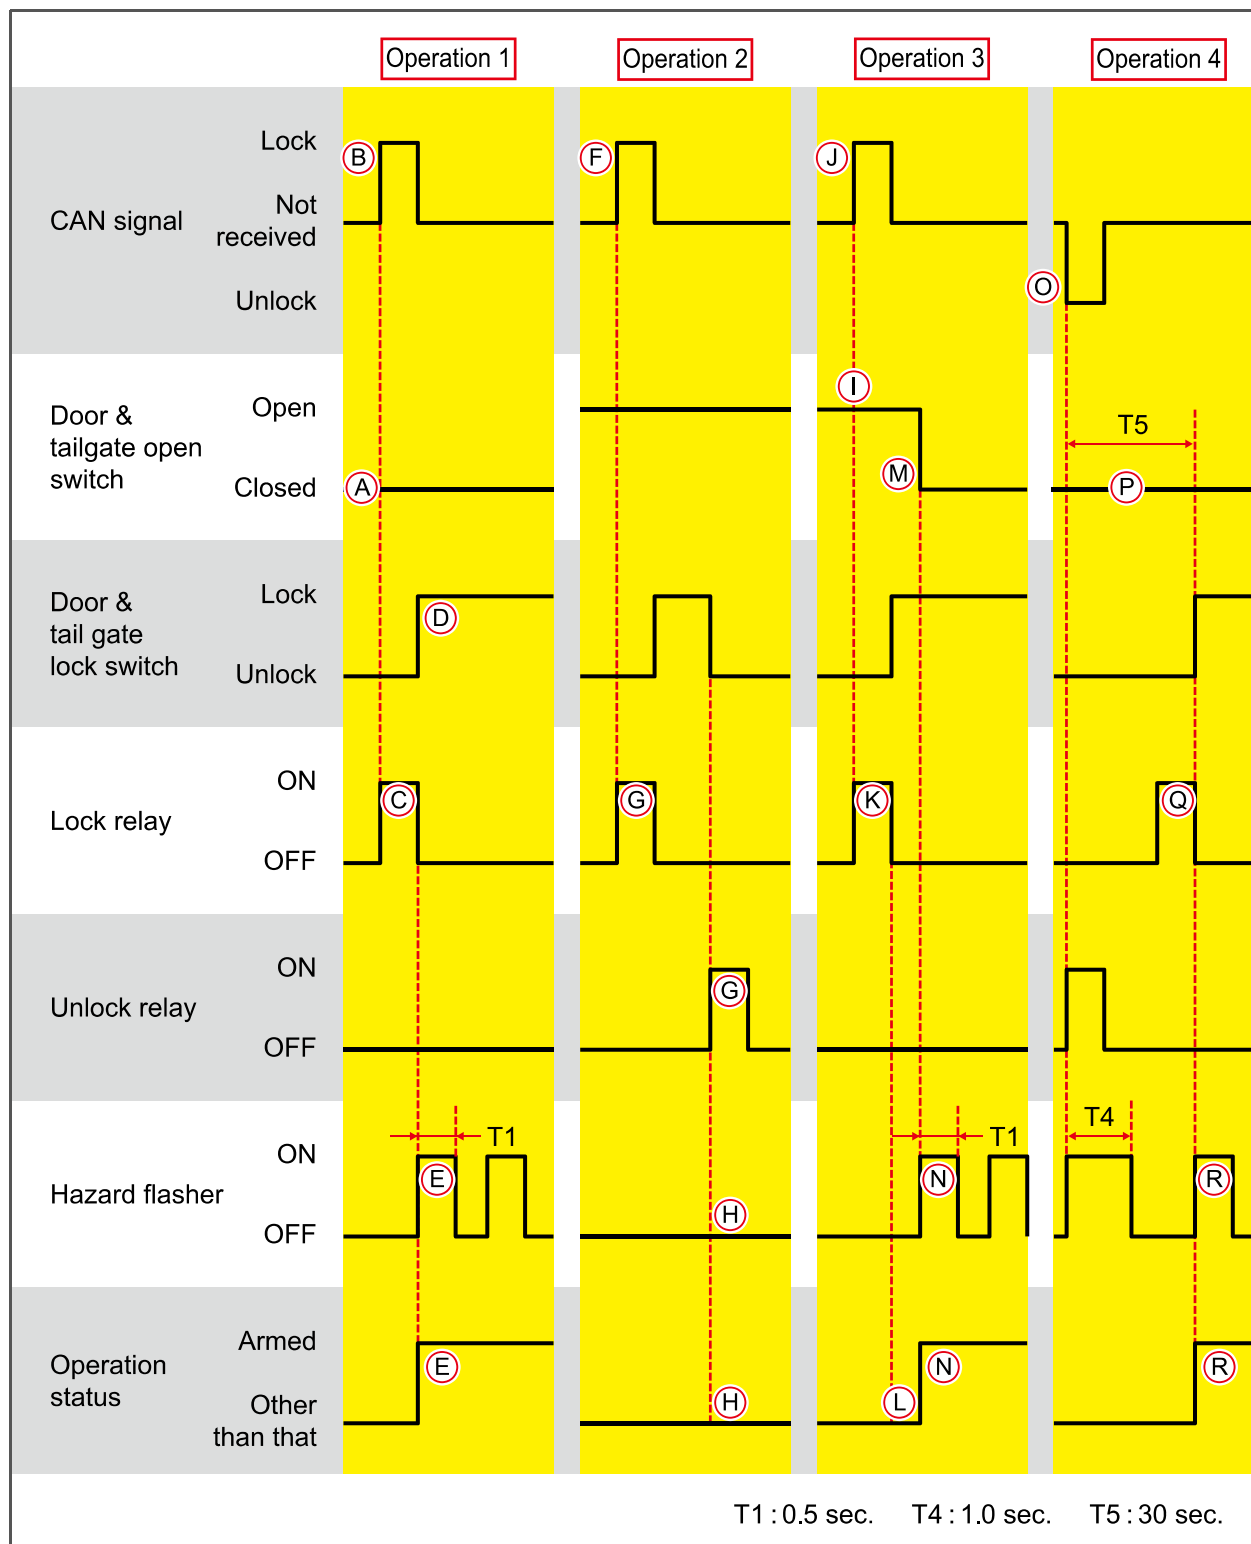 Operation 1
Operation 2
Operation 3
Operation 4
CAN signal
Lock
Not
received
Unlock
B
F
J
O
Door &
tailgate open
switch
Open
Closed
A
I
M
T5
P
Door &
tail gate
lock switch
Lock
Unlock
D
Lock relay
ON
OFF
C
G
K
Q
Unlock relay
ON
OFF
G
Hazard flasher
ON
OFF
T1
E
H
T1
N
T4
R
Operation
status
Armed
Other
than that
E
H
L
N
R
T1 : 0.5 sec.
T4 : 1.0 sec.
T5 : 30 sec.